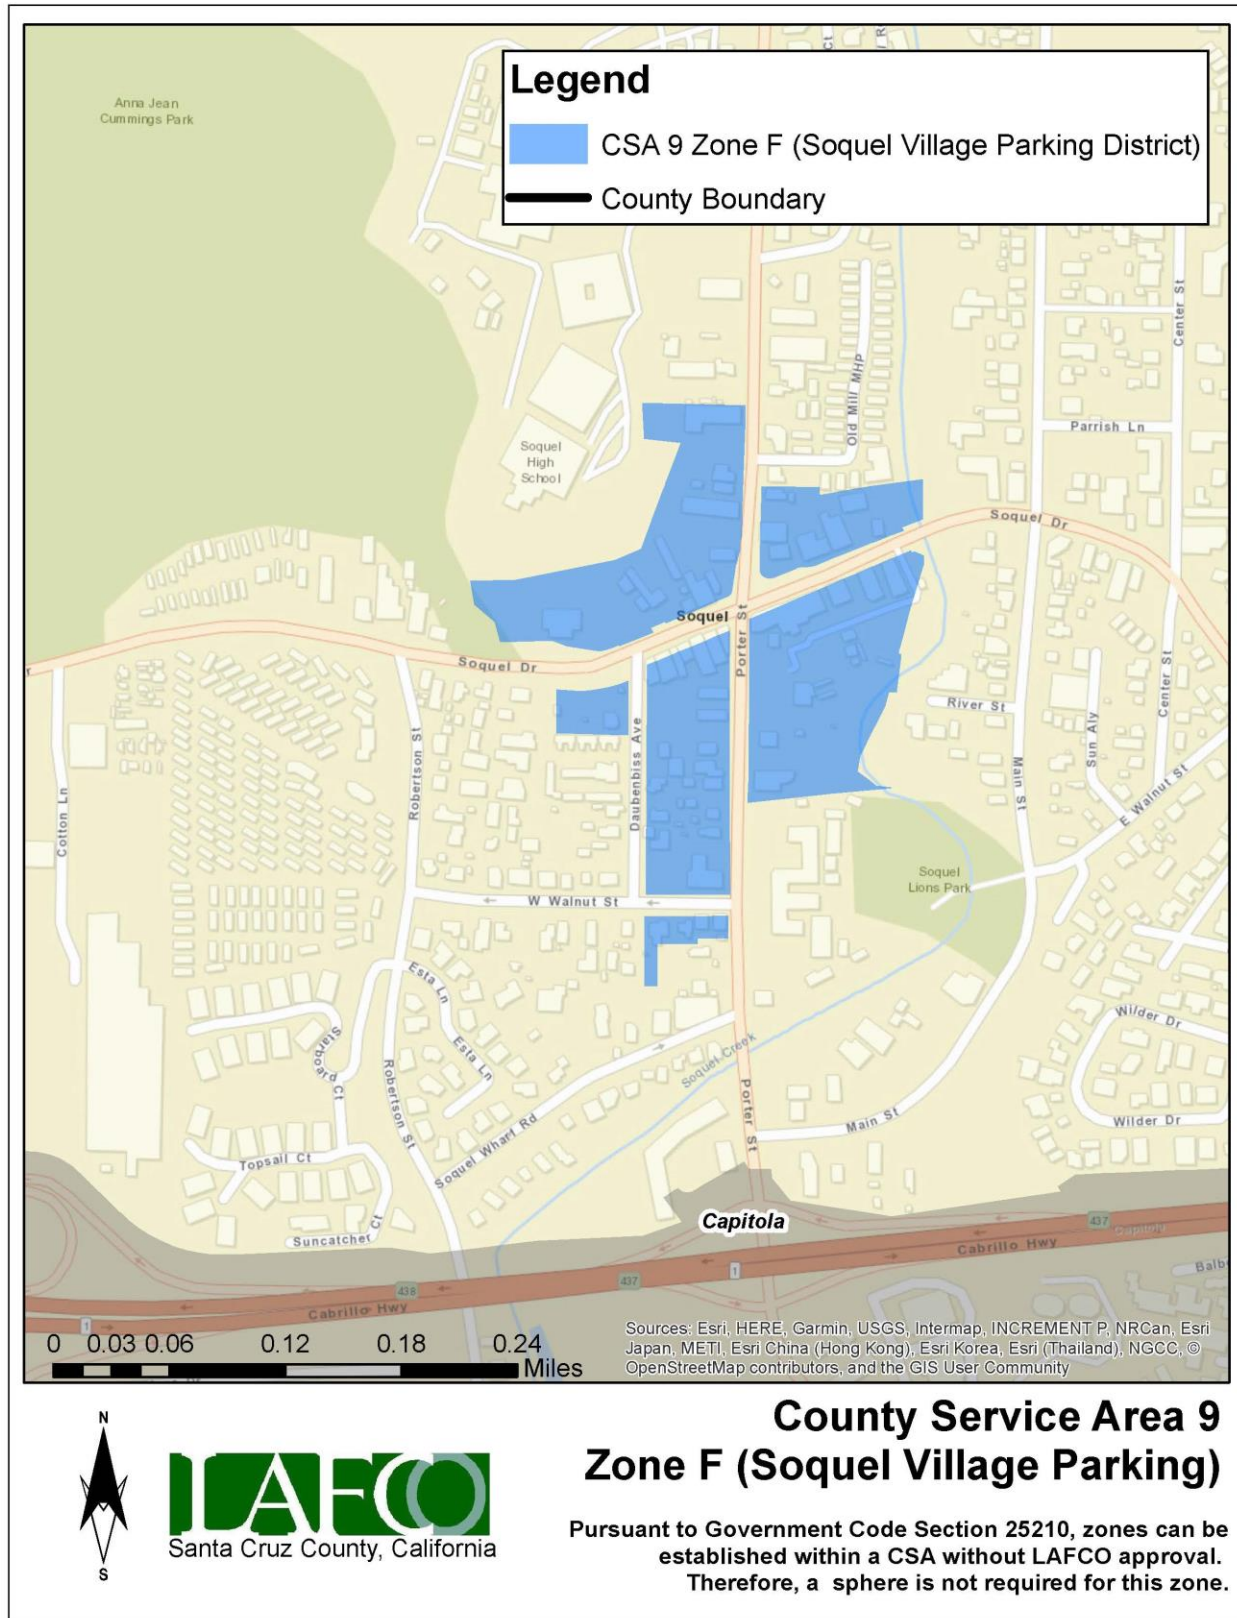 Legend
CSA 9 Zone F (Soquel Village Parking District)
County Boundary
Anna Jean
Cummings Park
Ct
Center St
Old Mill MHP
Parrish Ln
Soquel
High
School
Soquel Dr
Soquel
Porter St
Soquel Dr
Daubenbiss Ave
Robertson St
Cotton Ln
River St
Main St
Sun Aly
Center St
E Walnut St
Soquel
Lions Park
W Walnut St
Esta Ln
Esta Ln
Starboard Ct
Robertson St
Soquel Wharf Rd
Soquel Creek
Porter St
Main St
Wilder Dr
Wilder Dr
Topsail Ct
Suncatcher Ct
Capitola
437
Capitola
Cabrillo Hwy
1
437
438
Cabrillo Hwy
1
0 0.03 0.06 0.12 0.18 0.24
Miles
Sources: Esri, HERE, Garmin, USGS, Intermap, INCREMENT P, NRCan, Esri
Japan, METI, Esri China (Hong Kong), Esri Korea, Esri (Thailand), NGCC, ©
OpenStreetMap contributors, and the GIS User Community
N
S
LAFCO
Santa Cruz County, California
County Service Area 9
Zone F (Soquel Village Parking)
Pursuant to Government Code Section 25210, zones can be
established within a CSA without LAFCO approval.
Therefore, a sphere is not required for this zone.